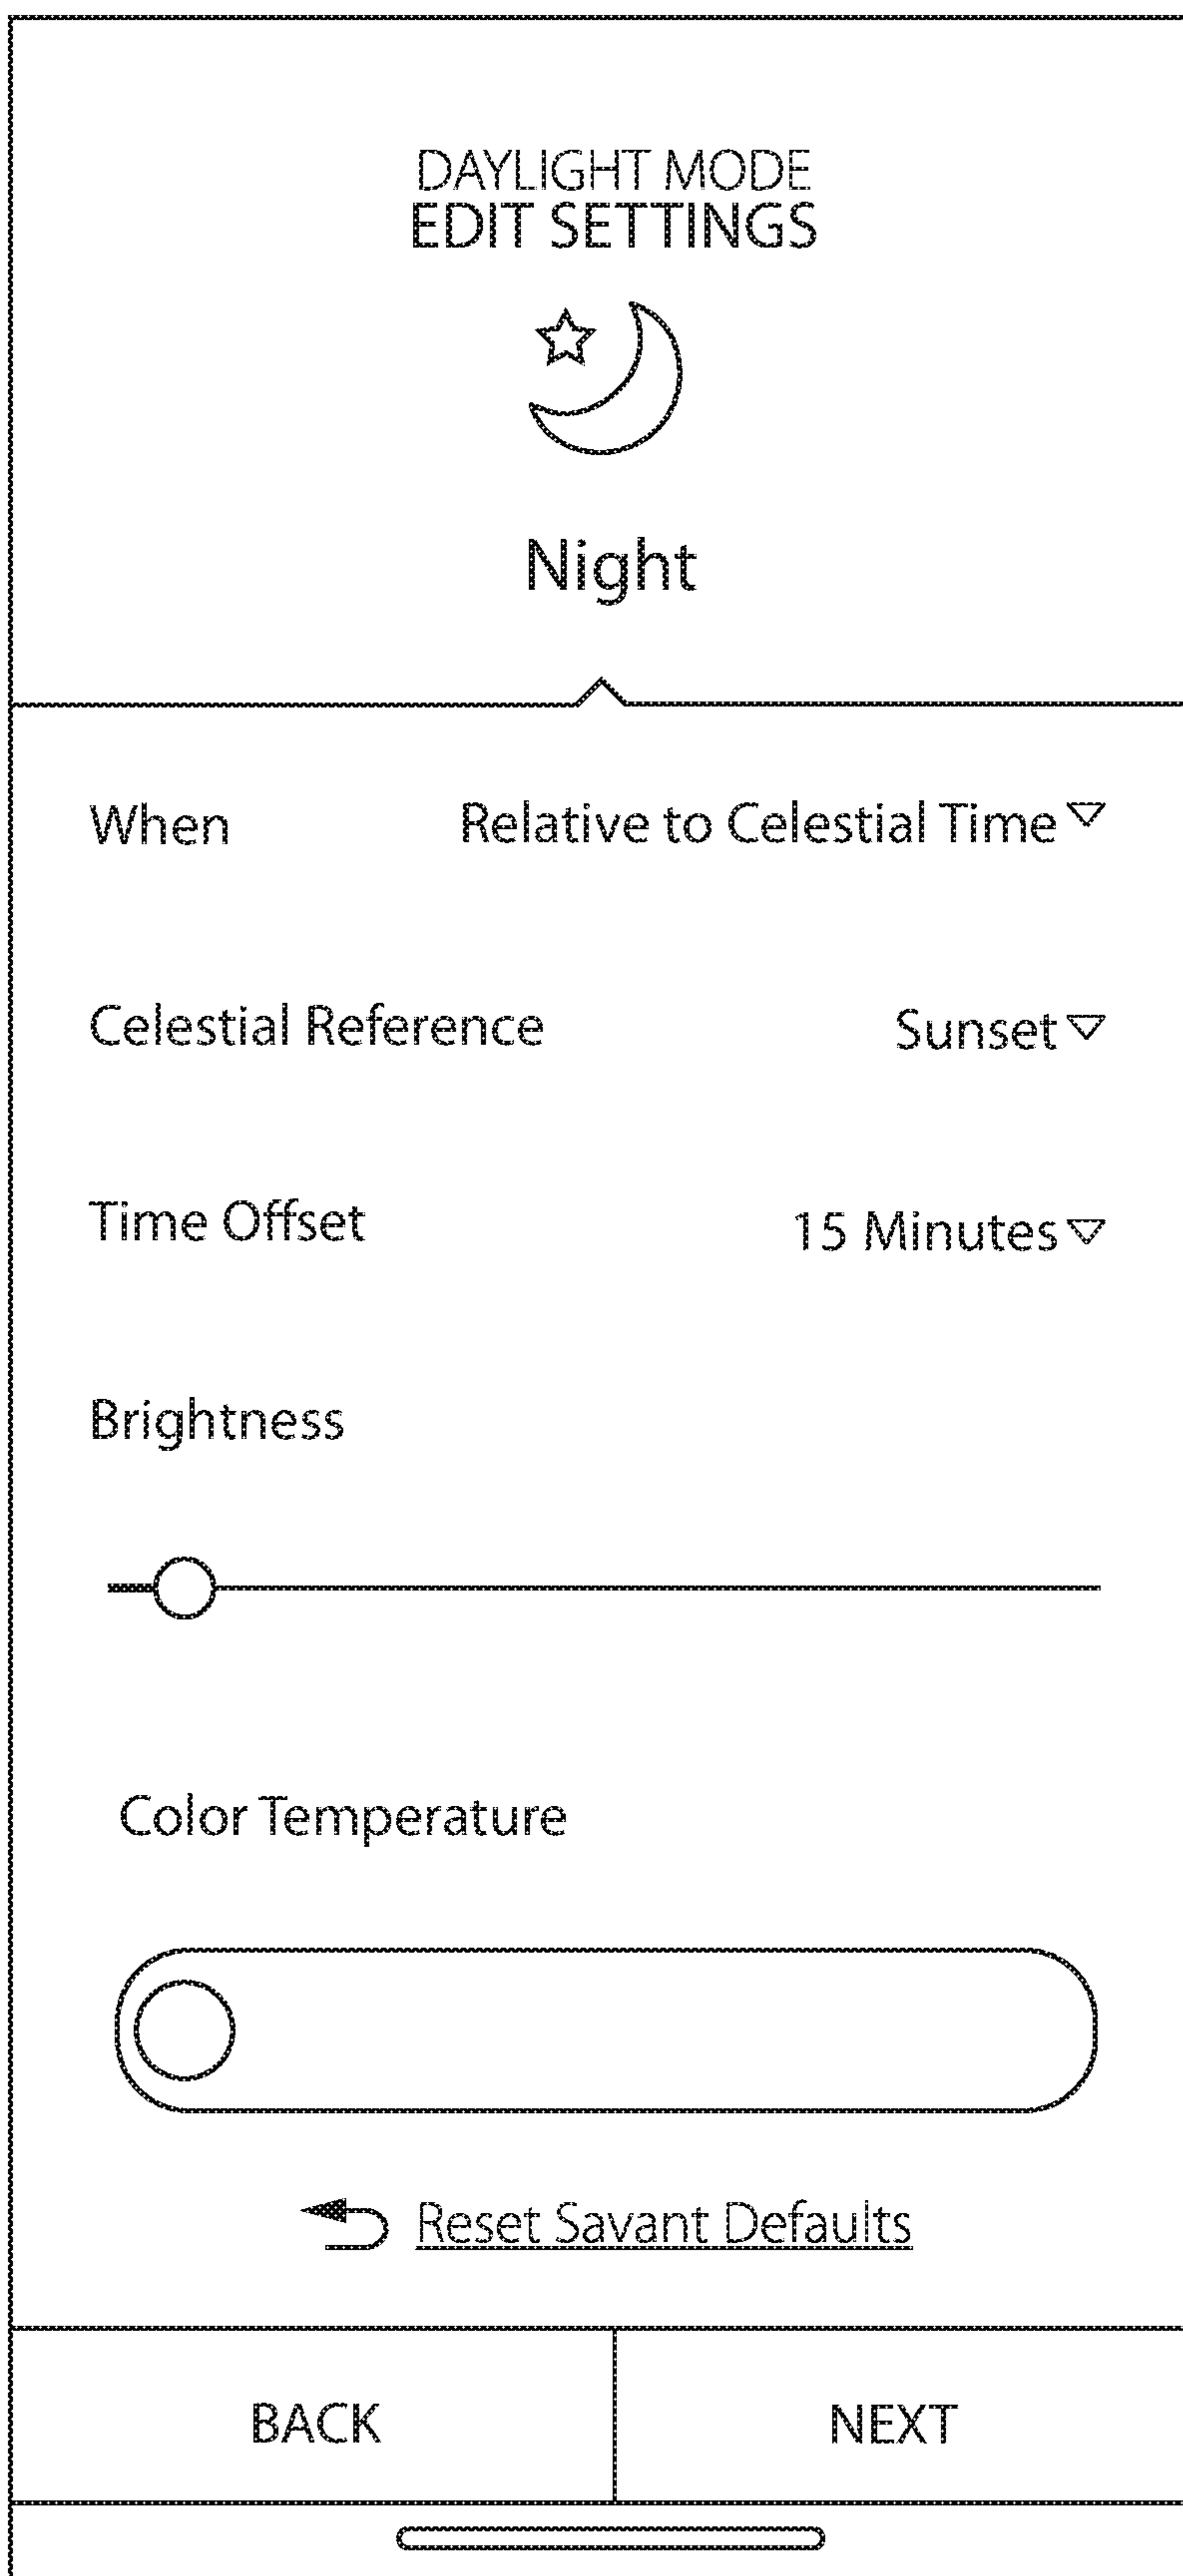 DAYLIGHT MODE
EDIT SETTINGS
Night
When Relative to Celestial Time
Celestial Reference Sunset
Time Offset 15 Minutes
Brightness
Color Temperature
Reset Savant Defaults
BACK NEXT